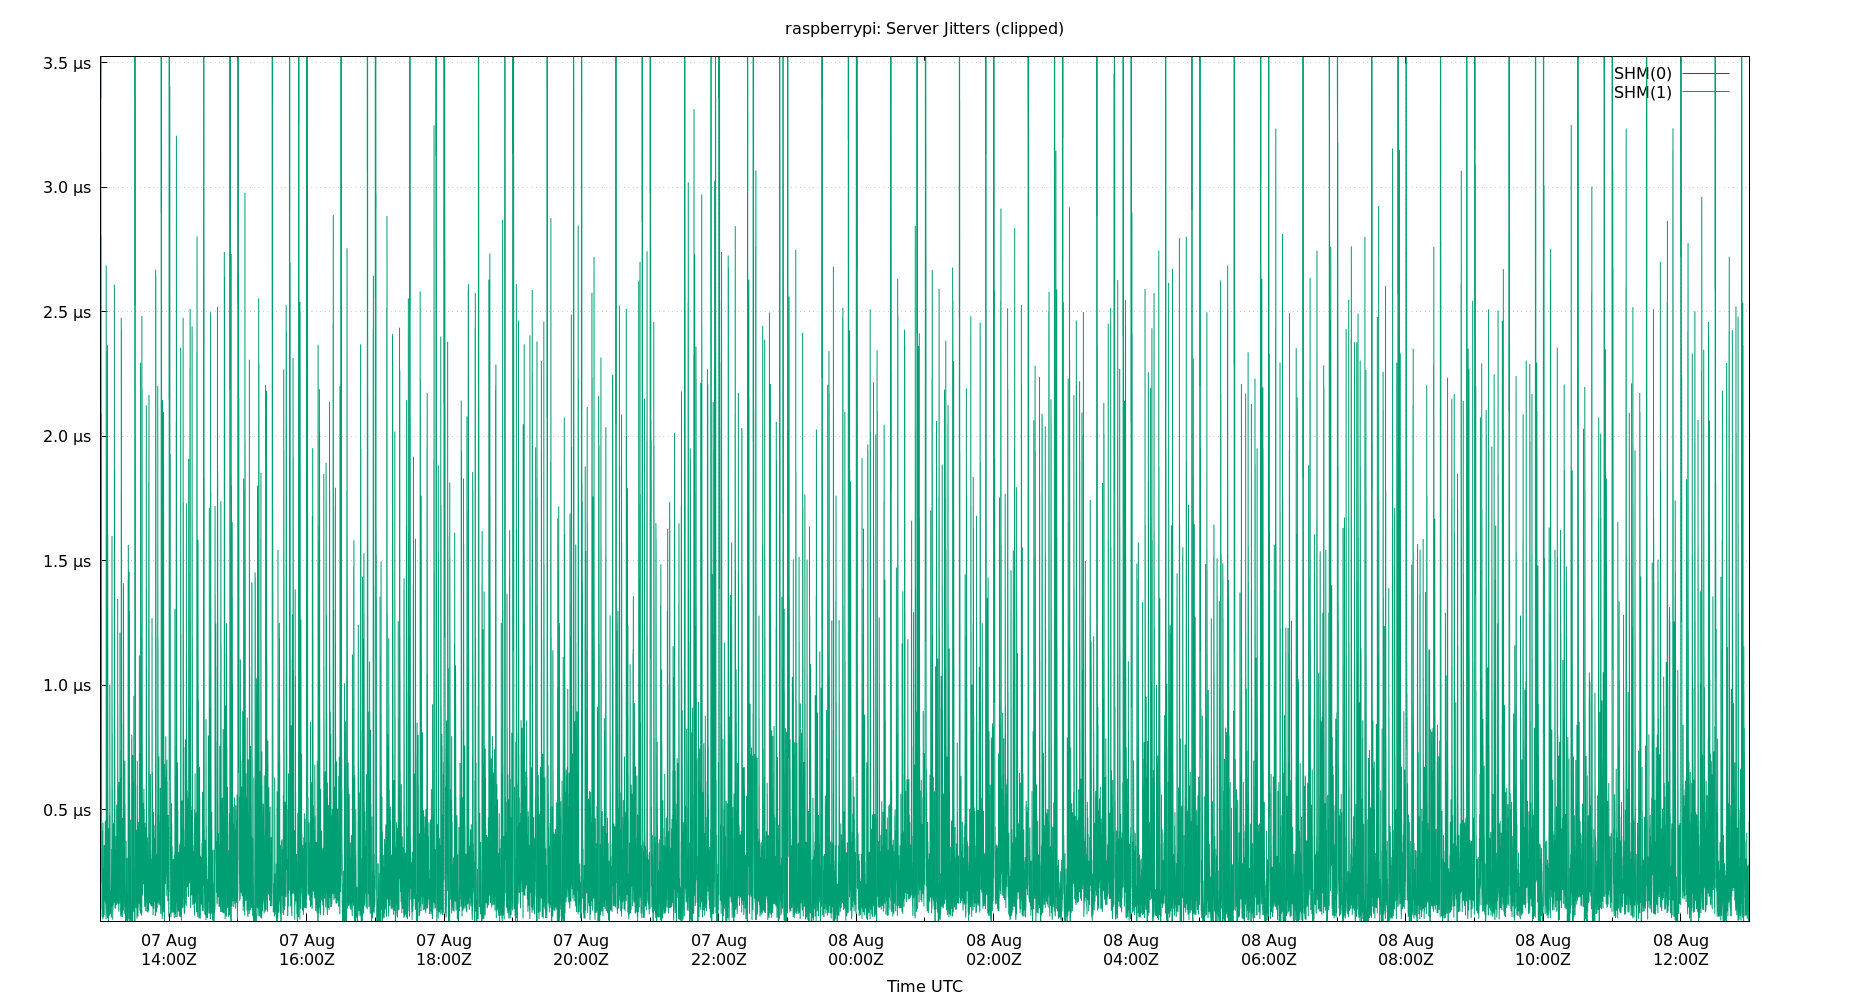 raspberrypi: Server Jitters (clipped)
3.5 µs
3.0 µs
2.5 µs
2.0 µs
1.5 µs
1.0 µs
0.5 µs
SHM(0)
SHM(1)
07 Aug 14:00Z
07 Aug 16:00Z
07 Aug 18:00Z
07 Aug 20:00Z
07 Aug 22:00Z
08 Aug 00:00Z
08 Aug 02:00Z
08 Aug 04:00Z
08 Aug 06:00Z
08 Aug 08:00Z
08 Aug 10:00Z
08 Aug 12:00Z
Time UTC